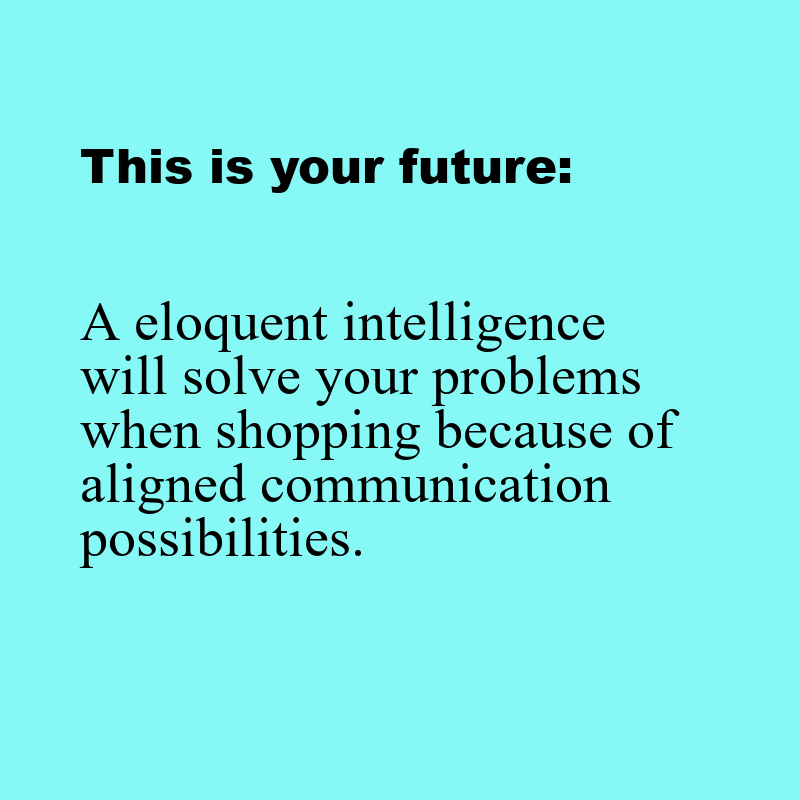 This is your future:
A eloquent intelligence
will solve your problems
when shopping because of
aligned communication
possibilities.